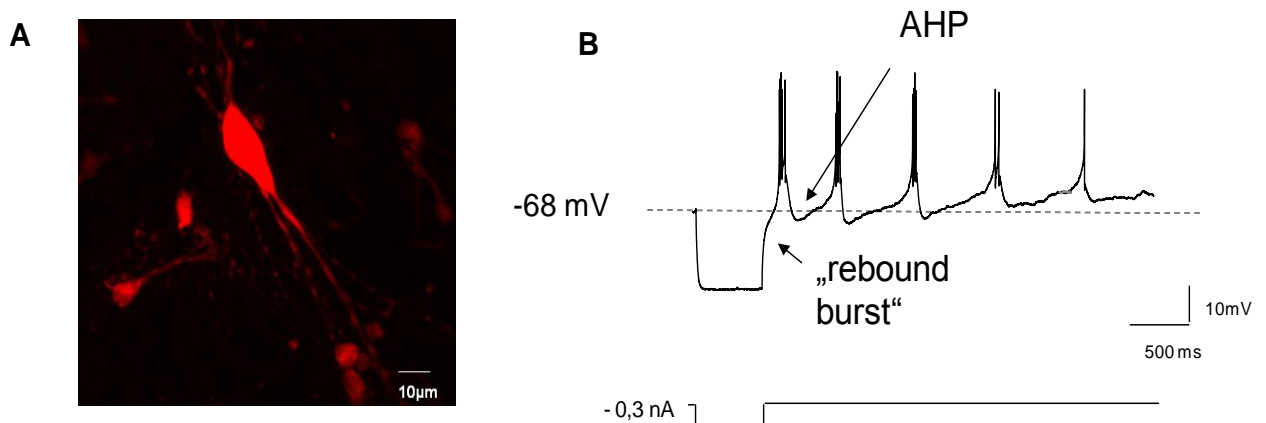 A
10µm
B
AHP
-68 mV
„rebound
burst“
10mV
500 ms
- 0,3 nA